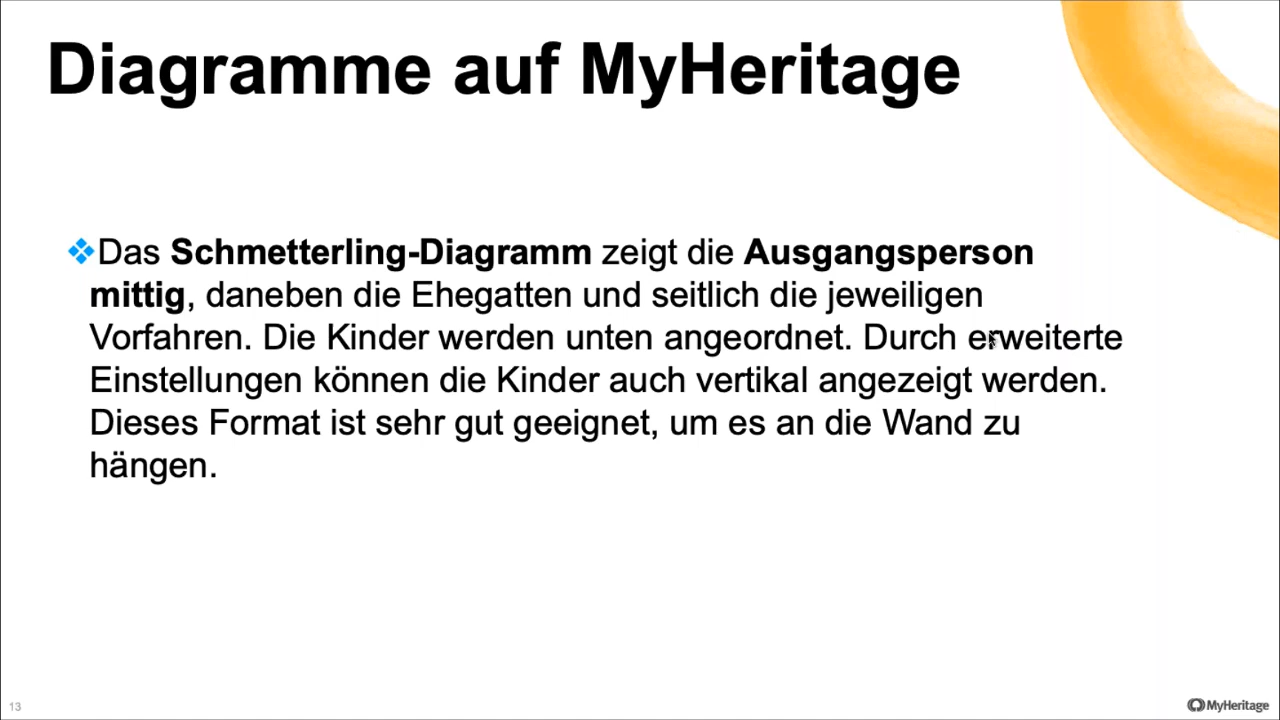 Diagramme auf MyHeritage
❖Das Schmetterling-Diagramm zeigt die Ausgangsperson
mittig, daneben die Ehegatten und seitlich die jeweiligen
Vorfahren. Die Kinder werden unten angeordnet. Durch erweiterte
Einstellungen können die Kinder auch vertikal angezeigt werden.
Dieses Format ist sehr gut geeignet, um es an die Wand zu
hängen.
13
MyHeritage